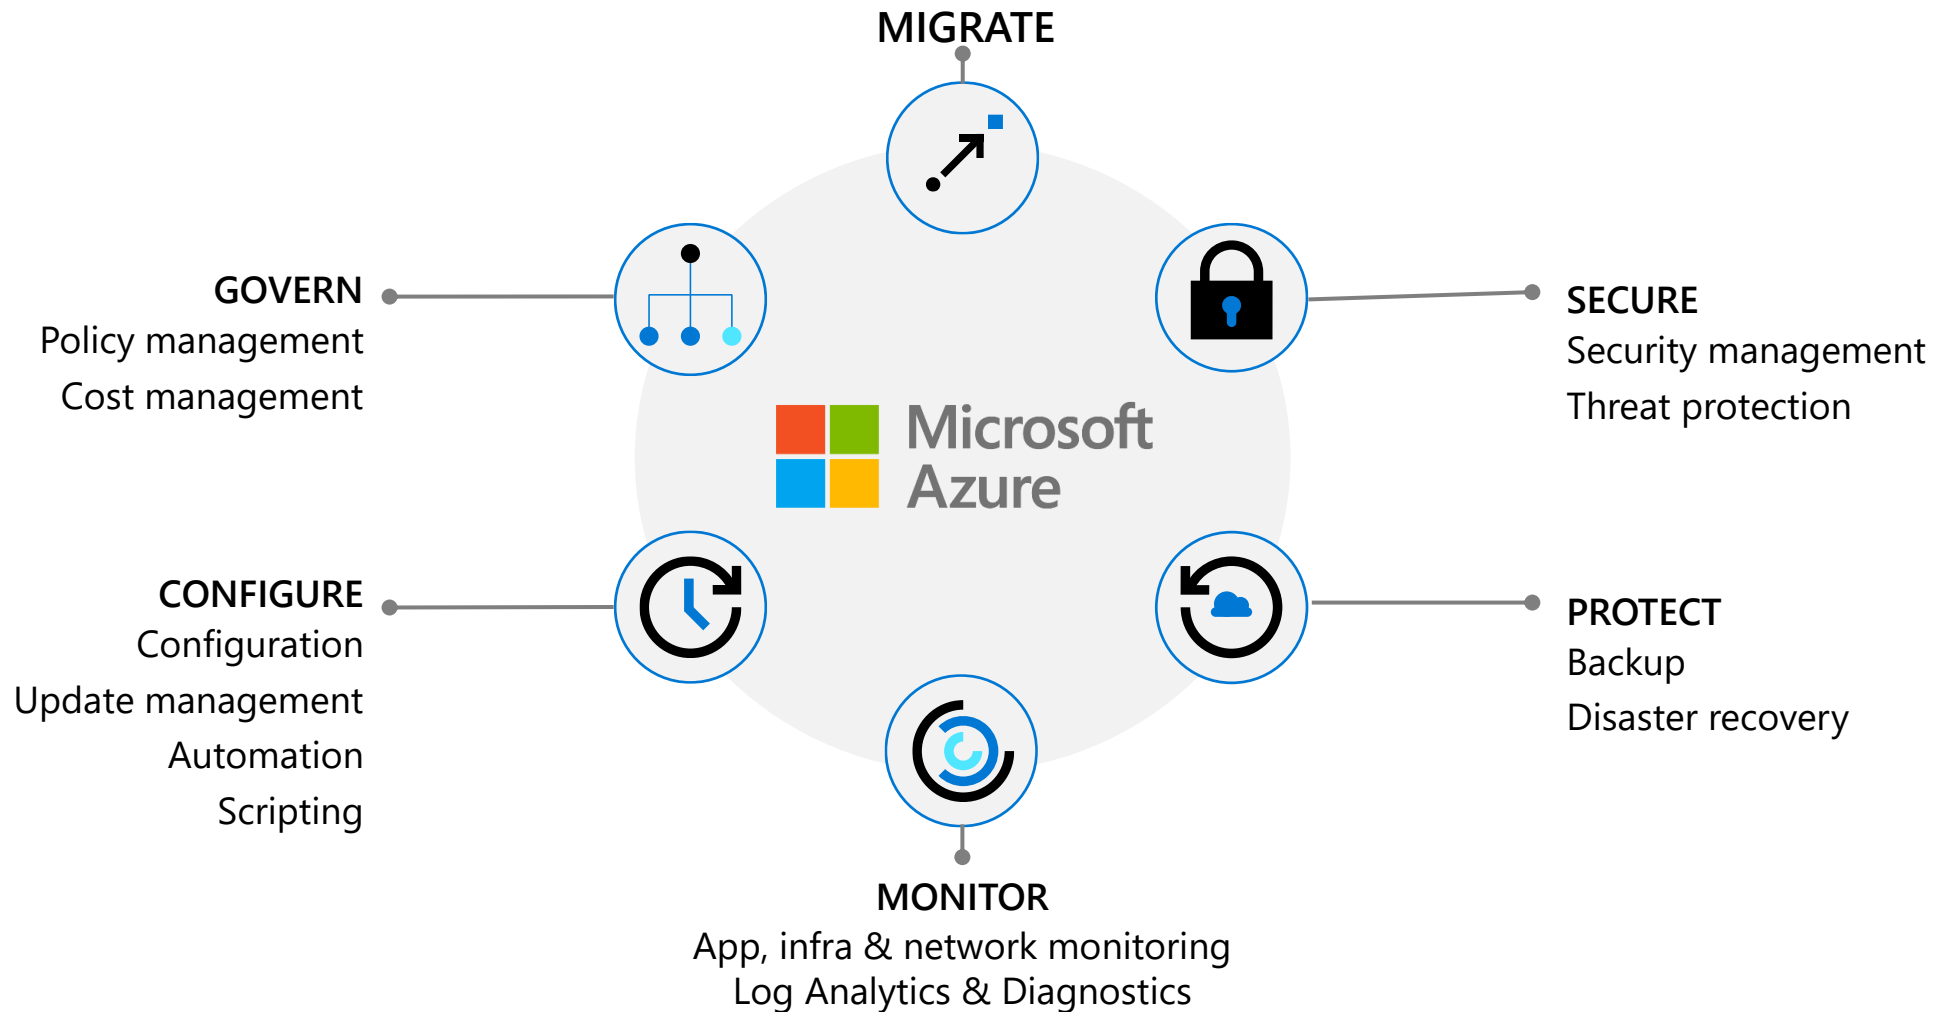 MIGRATE
GOVERN
Policy management
Cost management
SECURE
Security management
Threat protection
Microsoft
Azure
CONFIGURE
Configuration
Update management
Automation
Scripting
PROTECT
Backup
Disaster recovery
MONITOR
App, infra & network monitoring
Log Analytics & Diagnostics